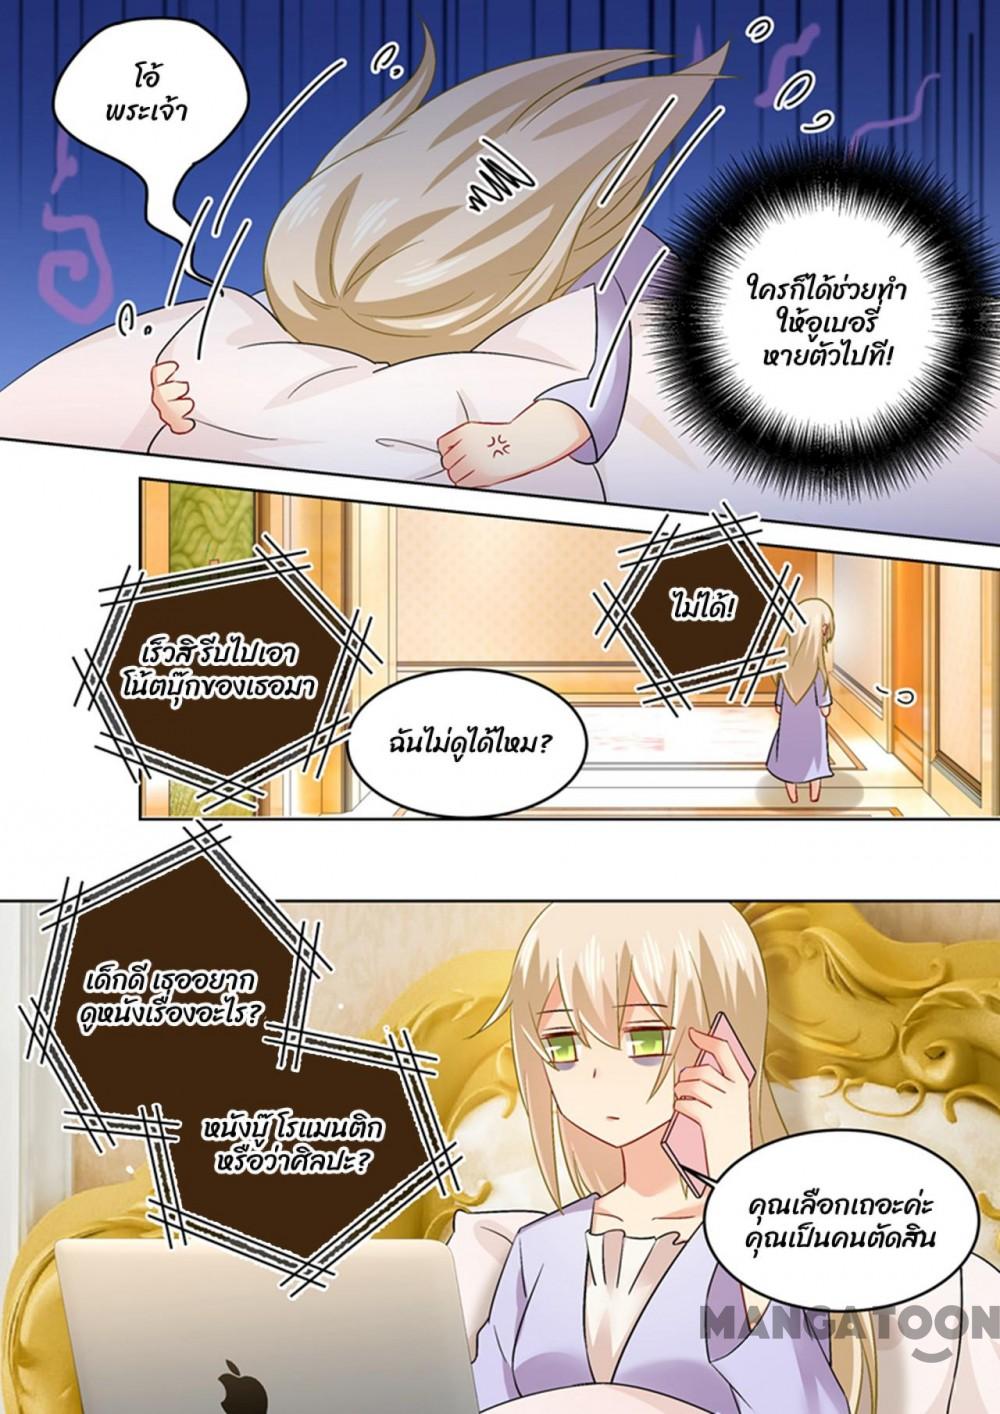 โอ้
พระเจ้า
ใครก็ได้ช่วยทำ
ให้อูเบอรี่
หายตัวไปที!
ไม่ได้!
เร็วสิ รีบไปเอา
โน้ตบุ๊กของเธอมา
ฉันไม่ดูได้ไหม?
เด็กดี เธออยาก
ดูหนังเรื่องอะไร?
หนังบู๊ โรแมนติก
หรือว่าศิลปะ?
คุณเลือกเถอะค่ะ
คุณเป็นคนตัดสิน
MANGATOON